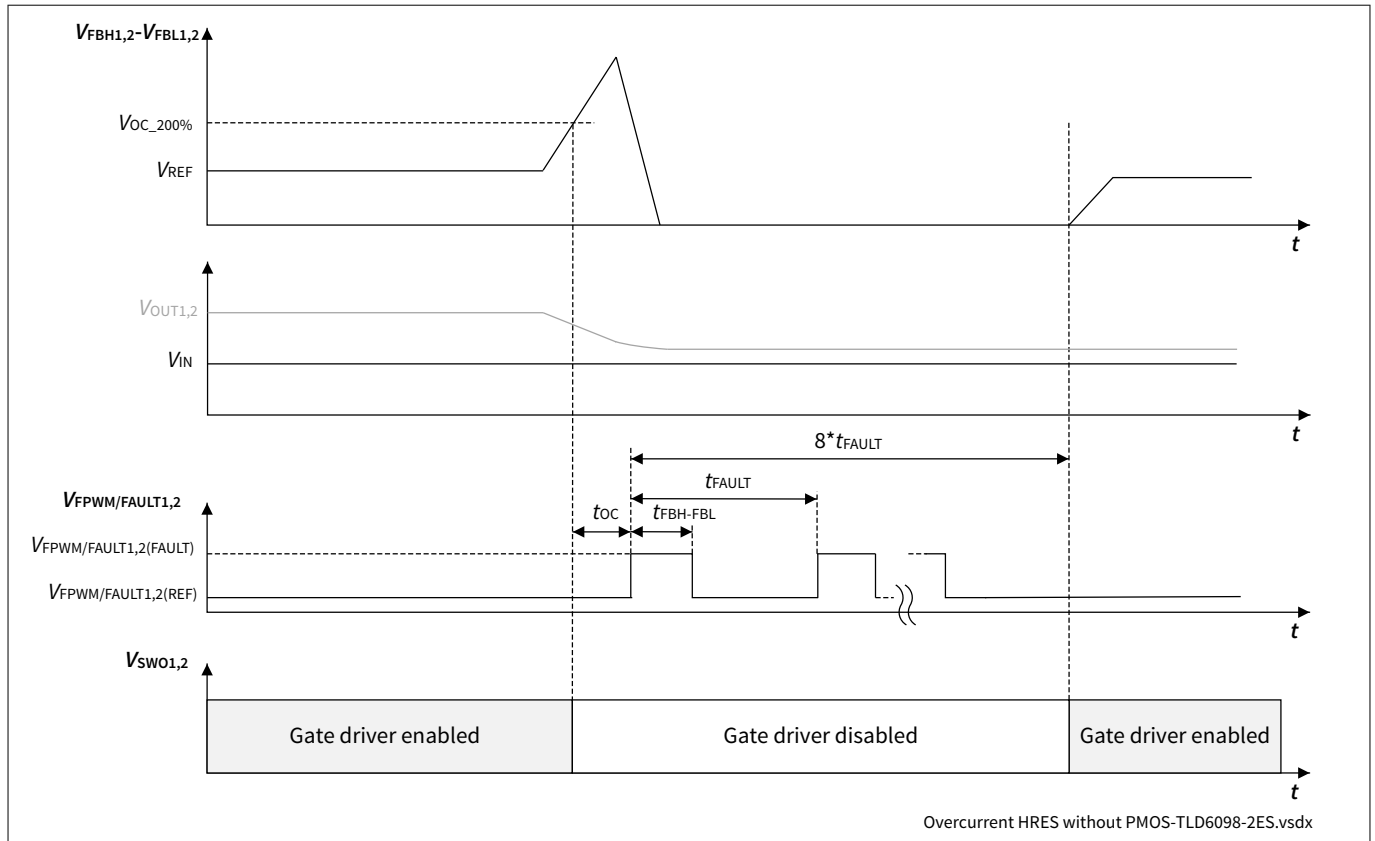 VFBH1,2-VFBL1,2
VOC_200%
VREF
t
VOUT1,2
VIN
t
8*tFAULT
tFAULT
VFPWM/FAULT1,2
tOC
tFBH-FBL
VFPWM/FAULT1,2(FAULT)
VFPWM/FAULT1,2(REF)
t
VSWO1,2
Gate driver enabled
Gate driver disabled
Gate driver enabled
t
Overcurrent HRES without PMOS-TLD6098-2ES.vsdx